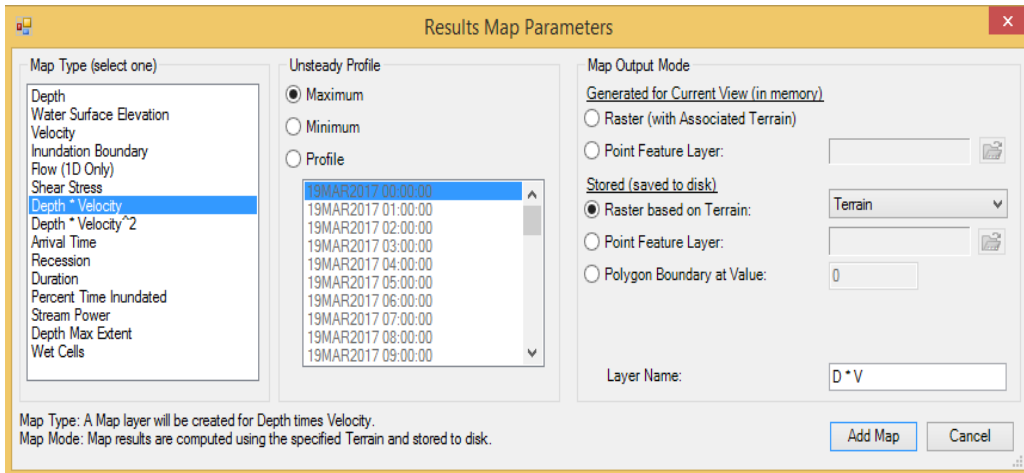 Results Map Parameters
x
Map Type (select one)
Depth
Water Surface Elevation
Velocity
Inundation Boundary
Flow (1D Only)
Shear Stress
Depth * Velocity
Depth * Velocity^2
Arrival Time
Recession
Duration
Percent Time Inundated
Stream Power
Depth Max Extent
Wet Cells
Unsteady Profile
Maximum
Minimum
Profile
19MAR2017 00:00:00
19MAR2017 01:00:00
19MAR2017 02:00:00
19MAR2017 03:00:00
19MAR2017 04:00:00
19MAR2017 05:00:00
19MAR2017 06:00:00
19MAR2017 07:00:00
19MAR2017 08:00:00
19MAR2017 09:00:00
Map Output Mode
Generated for Current View (in memory)
Raster (with Associated Terrain)
Point Feature Layer:
Stored (saved to disk)
Raster based on Terrain: Terrain
Point Feature Layer:
Polygon Boundary at Value: 0
Layer Name: D * V
Map Type: A Map layer will be created for Depth times Velocity.
Map Mode: Map results are computed using the specified Terrain and stored to disk.
Add Map Cancel